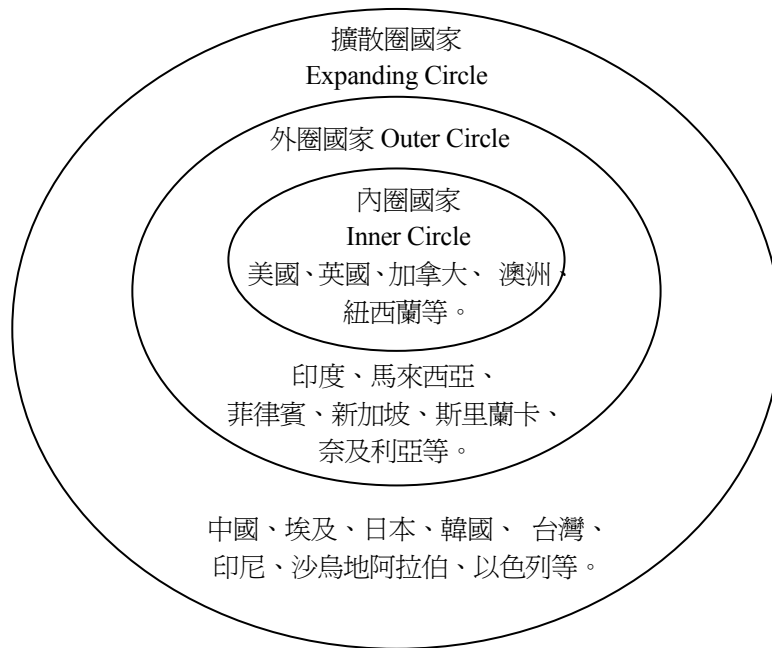 擴散圈國家
Expanding Circle
外圈國家 Outer Circle
內圈國家
Inner Circle
美國、英國、加拿大、 澳洲、
紐西蘭等。
印度、馬來西亞、
菲律賓、新加坡、斯里蘭卡、
奈及利亞等。
中國、埃及、日本、韓國、 台灣、
印尼、沙烏地阿拉伯、以色列等。